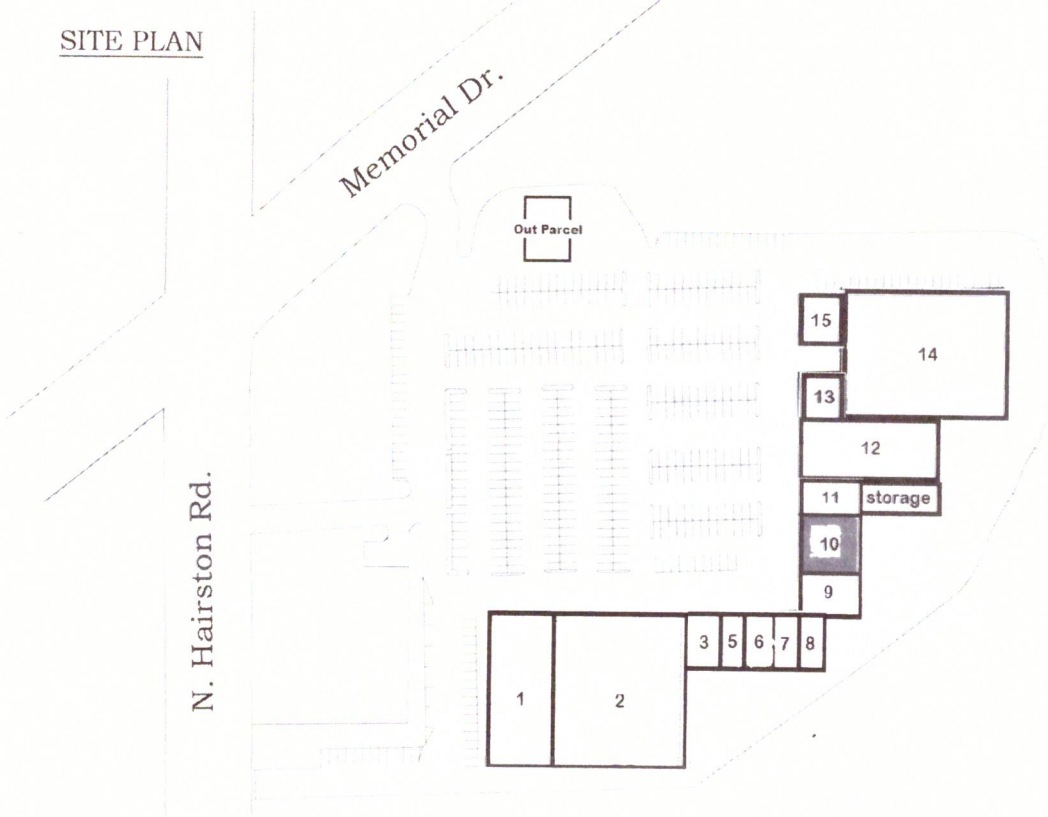 SITE PLAN
Memorial Dr.
Out Parcel
15
14
13
12
11
storage
10
9
N. Hairston Rd.
1
2
3
5
6
7
8